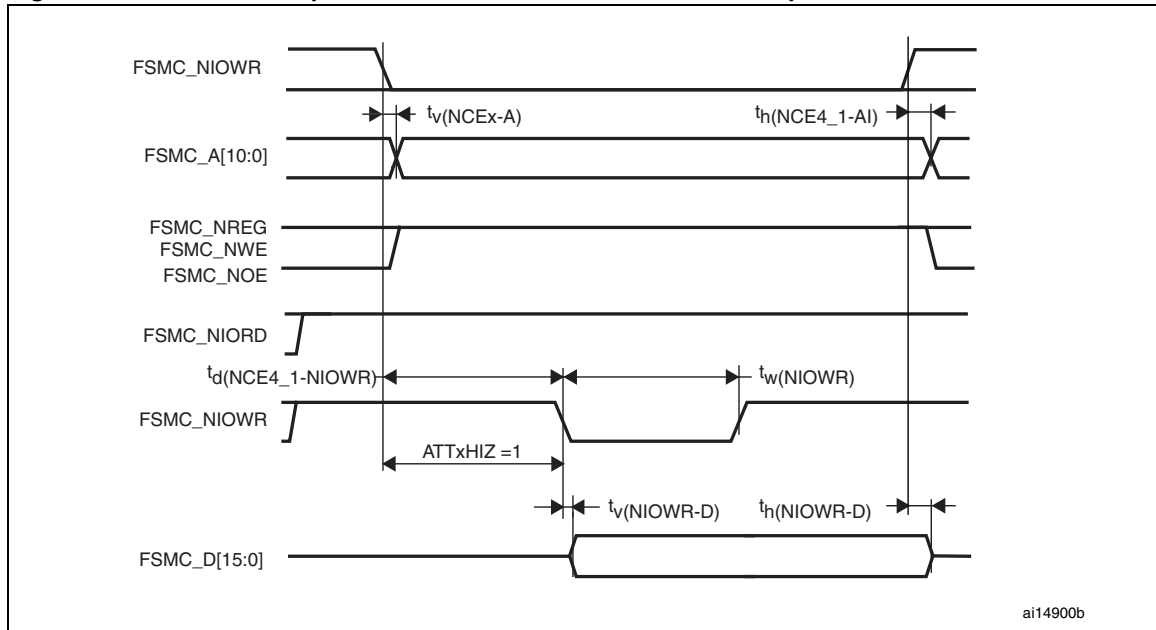 FSMC_NIOWR
tv(NCEx-A)
th(NCE4_1-AI)
FSMC_A[10:0]
FSMC_NREG
FSMC_NWE
FSMC_NOE
FSMC_NIORD
td(NCE4_1-NIOWR)
tw(NIOWR)
FSMC_NIOWR
ATTxHIZ =1
tv(NIOWR-D)
th(NIOWR-D)
FSMC_D[15:0]
ai14900b